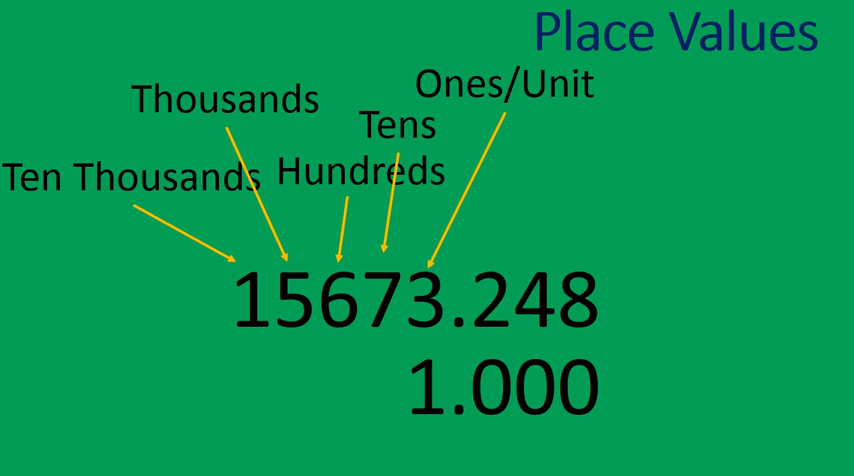 Place Values
Ones/Unit
Thousands
Tens
Hundreds
Ten Thousands
15673.248
1.000